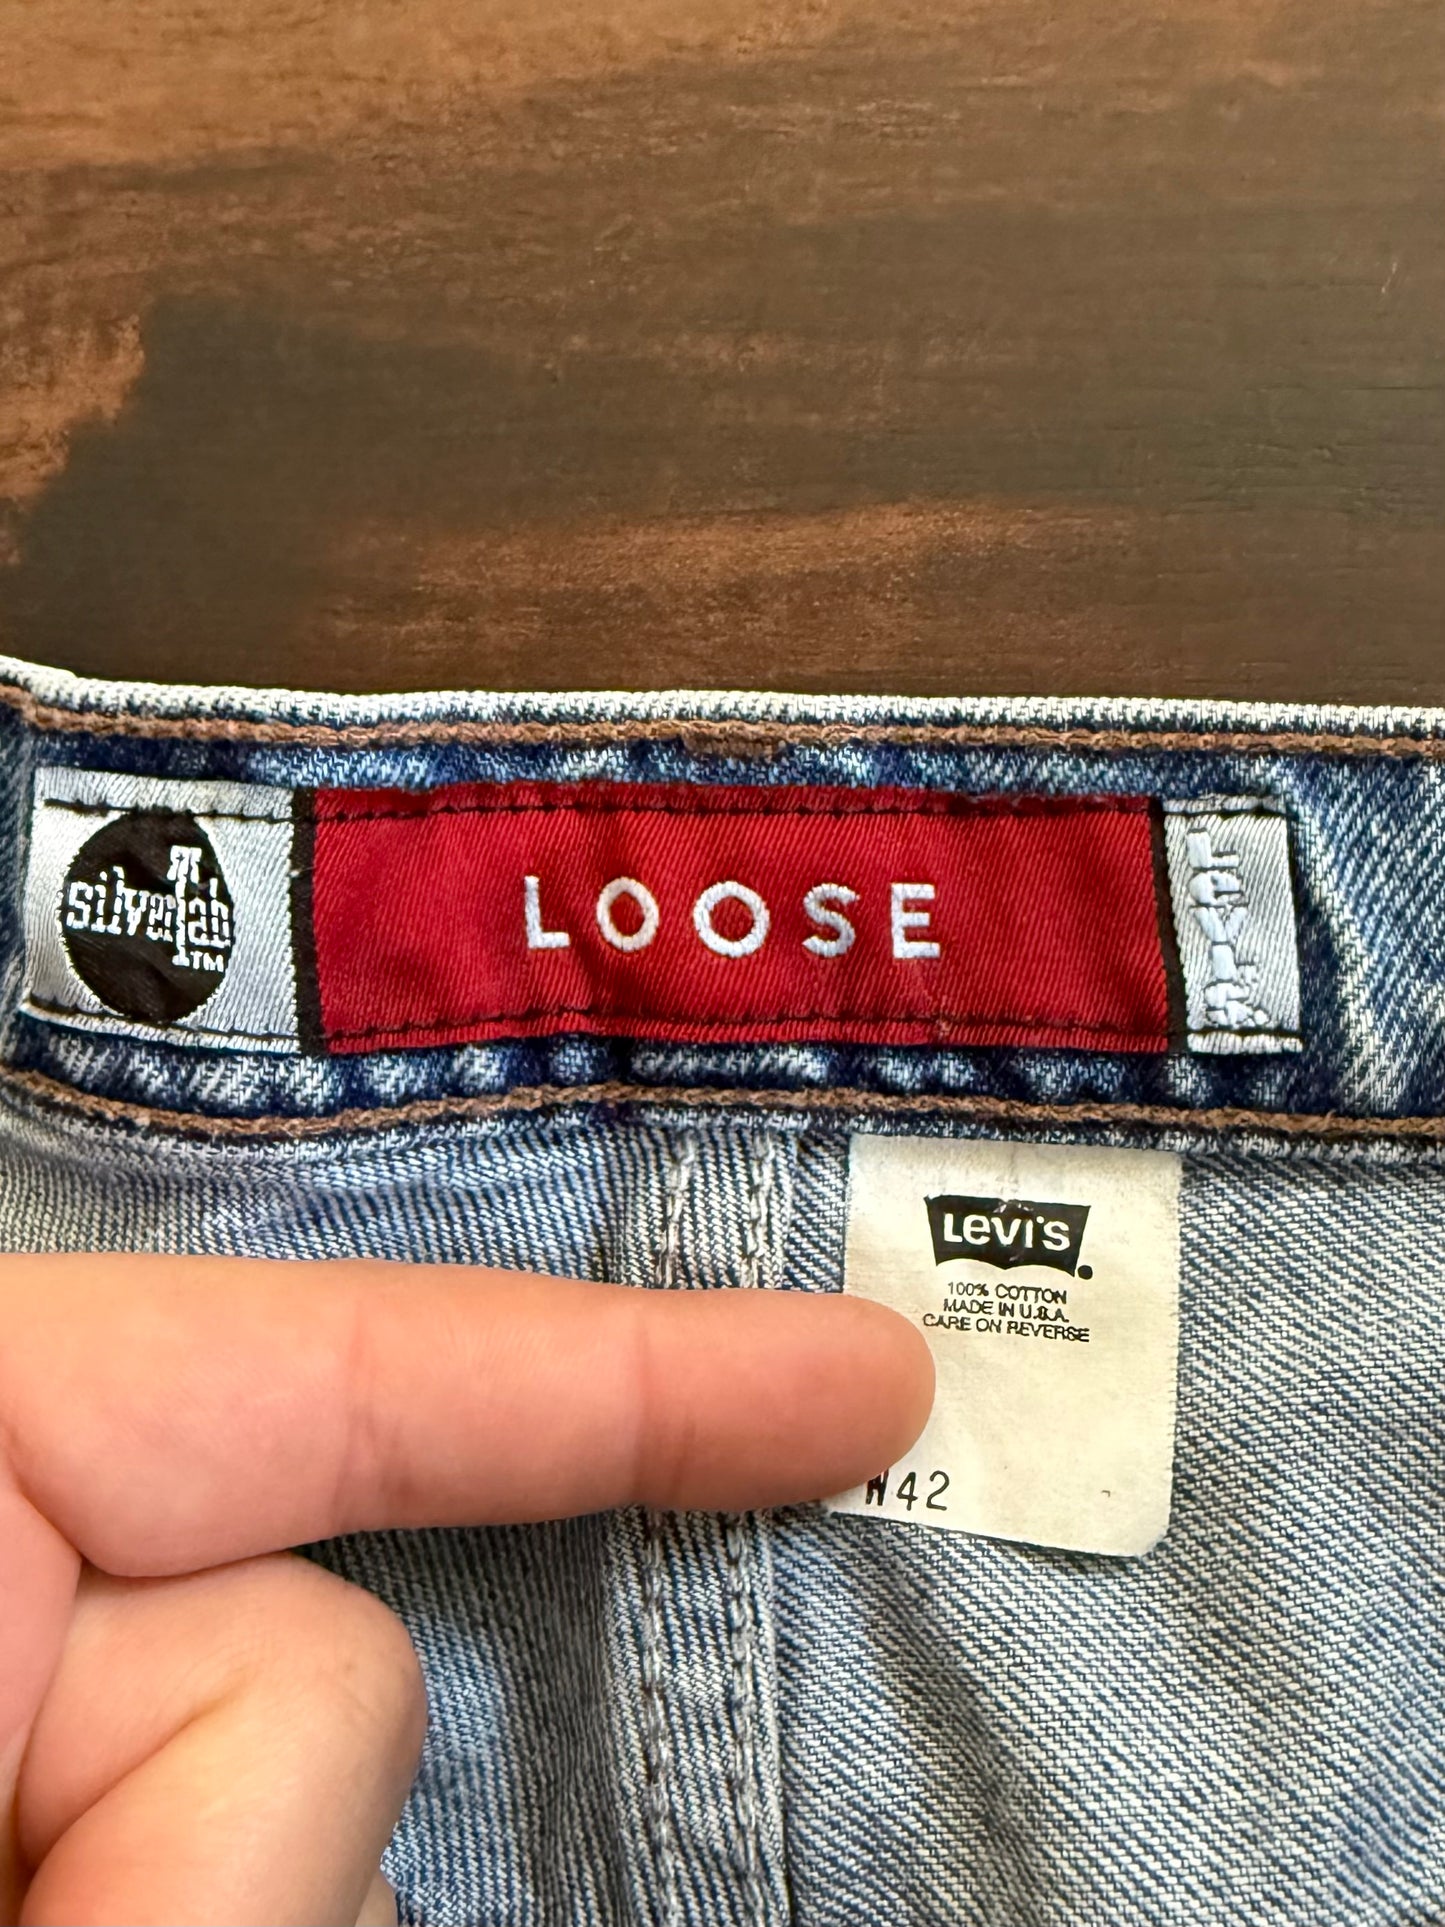 silverTab
TM
LOOSE
LEVI'S
Levi's
100% COTTON
MADE IN U.S.A.
CARE ON REVERSE
W42